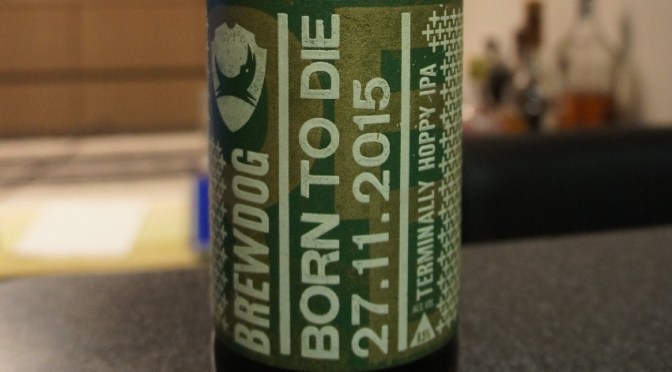 BREWDOG
BORN TO DIE
27.11.2015
TERMINALLY HOPPY IPA